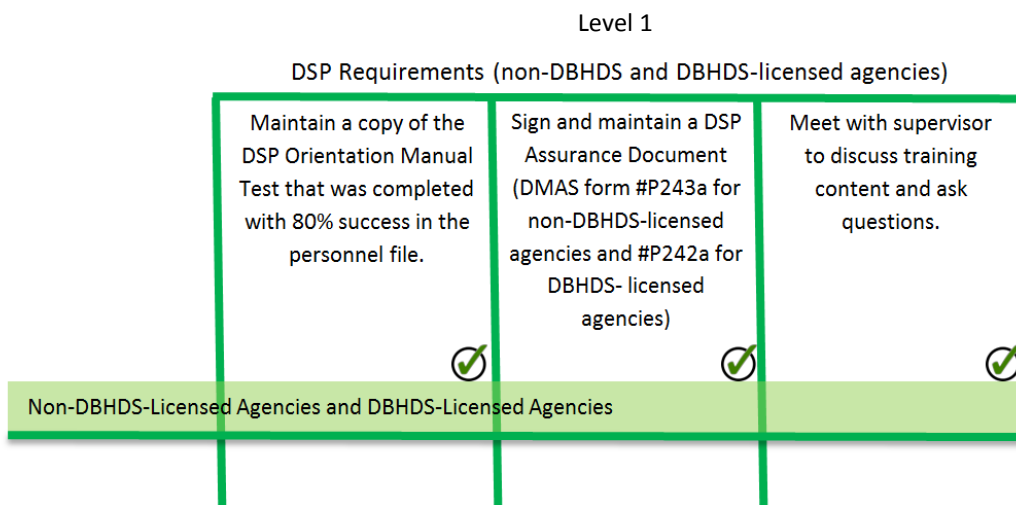 Level 1
DSP Requirements (non-DBHDS and DBHDS-licensed agencies)
Maintain a copy of the
DSP Orientation Manual
Test that was completed
with 80% success in the
personnel file.
Sign and maintain a DSP
Assurance Document
(DMAS form #P243a for
non-DBHDS-licensed
agencies and #P242a for
DBHDS- licensed
agencies)
Meet with supervisor
to discuss training
content and ask
questions.
Non-DBHDS-Licensed Agencies and DBHDS-Licensed Agencies